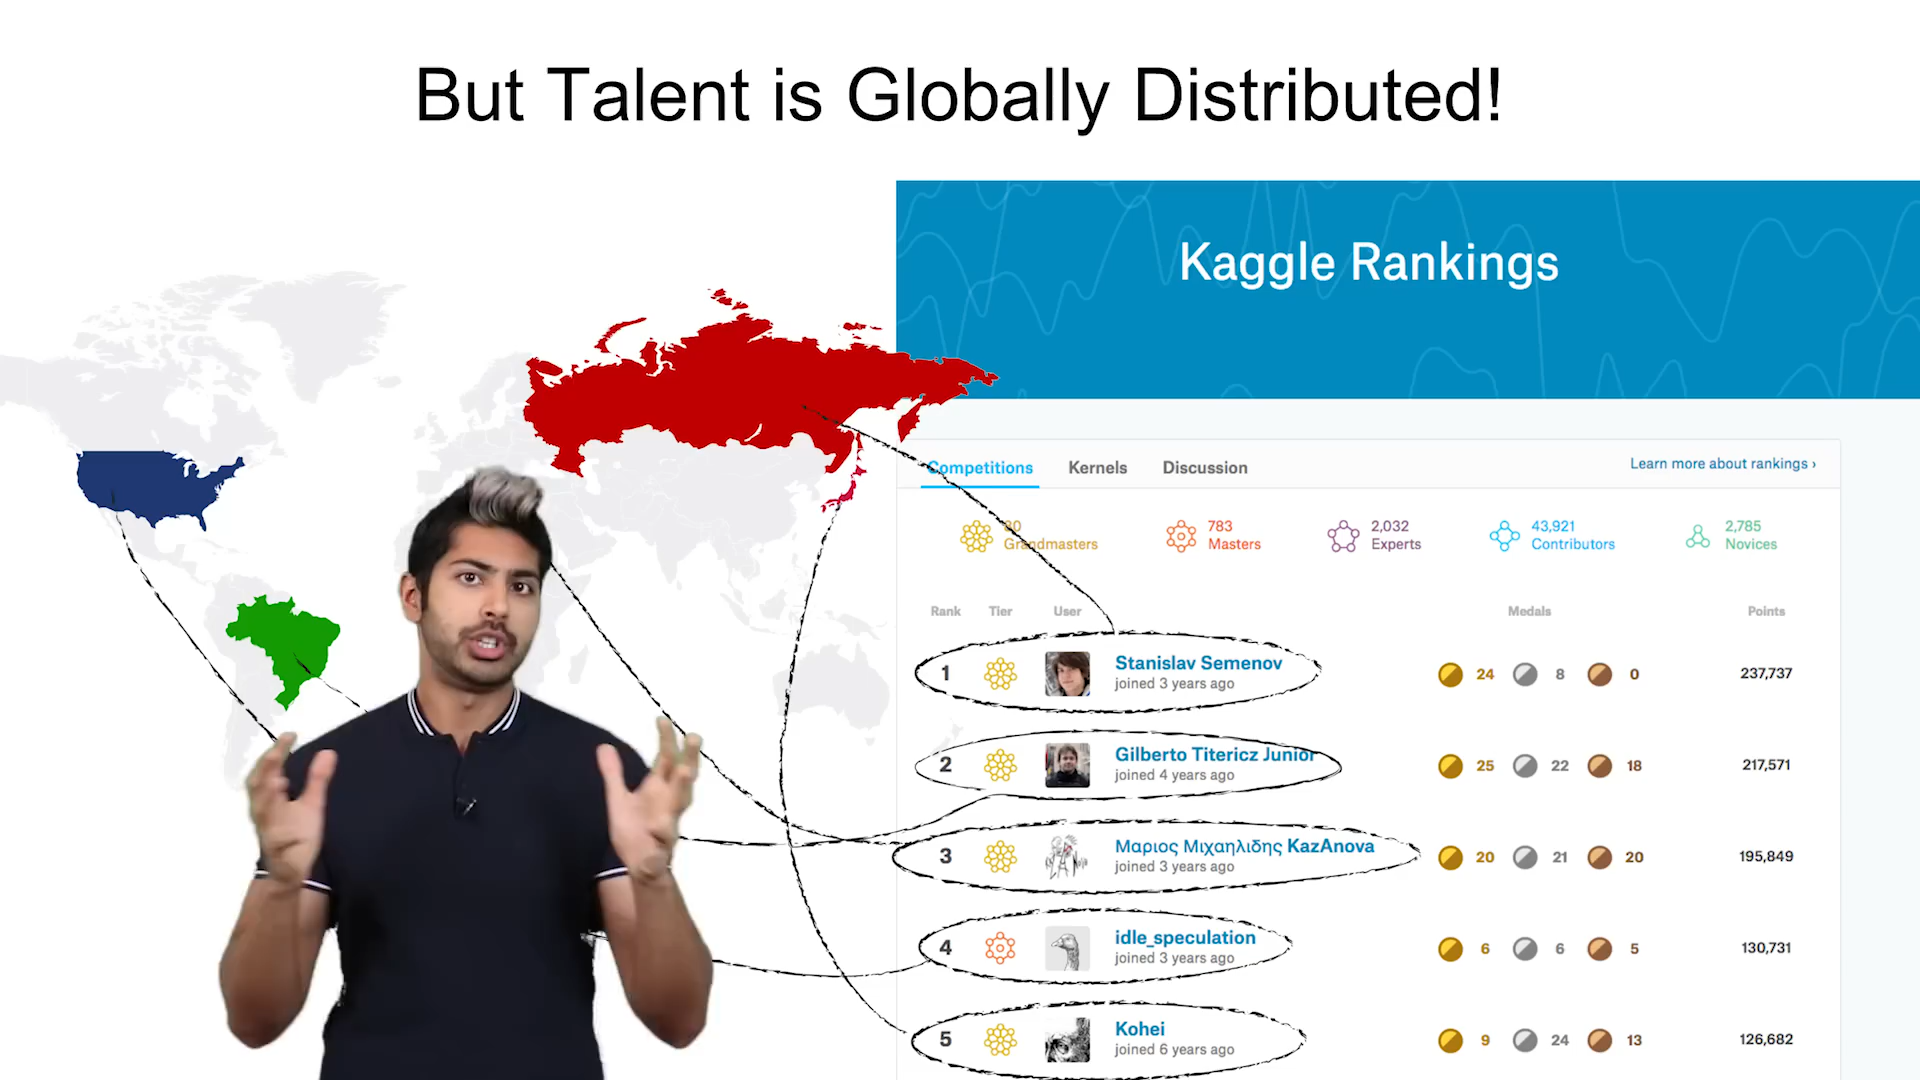 But Talent is Globally Distributed!
Kaggle Rankings
Competitions Kernels Discussion Learn more about rankings ›
80 Grandmasters
783 Masters
2,032 Experts
43,921 Contributors
2,785 Novices
Rank Tier User Medals Points
1 Stanislav Semenov 24 8 0 237,737
joined 3 years ago
2 Gilberto Titericz Junior 25 22 18 217,571
joined 4 years ago
3 Μαριος Μιχαηλιδης KazAnova 20 21 20 195,849
joined 3 years ago
4 idle_speculation 6 6 5 130,731
joined 3 years ago
5 Kohei 9 24 13 126,682
joined 6 years ago